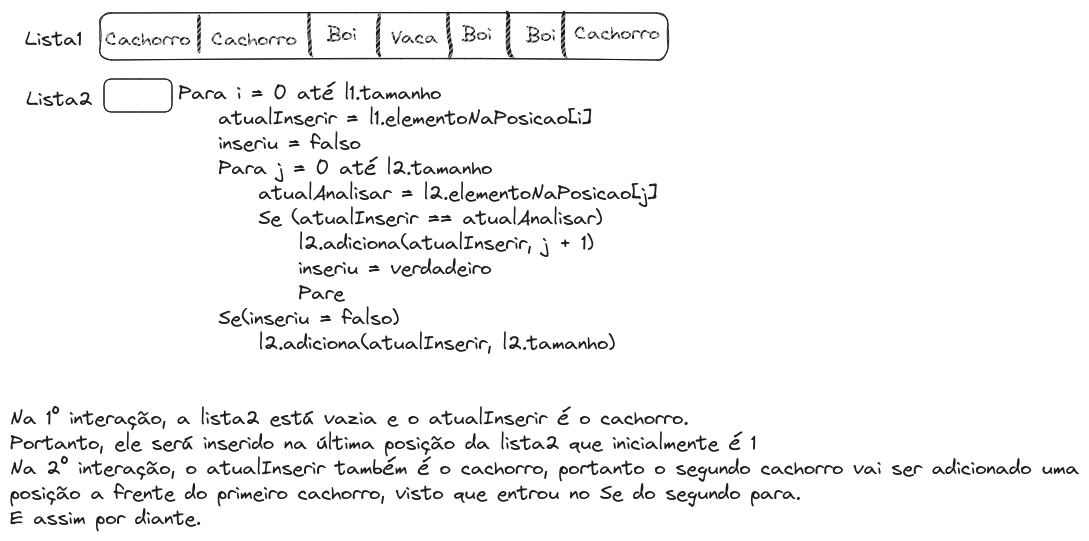 Lista1 Cachorro Cachorro Boi Vaca Boi Boi Cachorro
Lista2
Para i = 0 até l1.tamanho
atualInserir = l1.elementoNaPosicao[i]
inseriu = falso
Para j = 0 até l2.tamanho
atualAnalisar = l2.elementoNaPosicao[j]
Se (atualInserir == atualAnalisar)
l2.adiciona(atualInserir, j + 1)
inseriu = verdadeiro
Pare
Se(inseriu = falso)
l2.adiciona(atualInserir, l2.tamanho)
Na 1º interação, a lista2 está vazia e o atualInserir é o cachorro.
Portanto, ele será inserido na última posição da lista2 que inicialmente é 1
Na 2º interação, o atualInserir também é o cachorro, portanto o segundo cachorro vai ser adicionado uma
posição a frente do primeiro cachorro, visto que entrou no Se do segundo para.
E assim por diante.